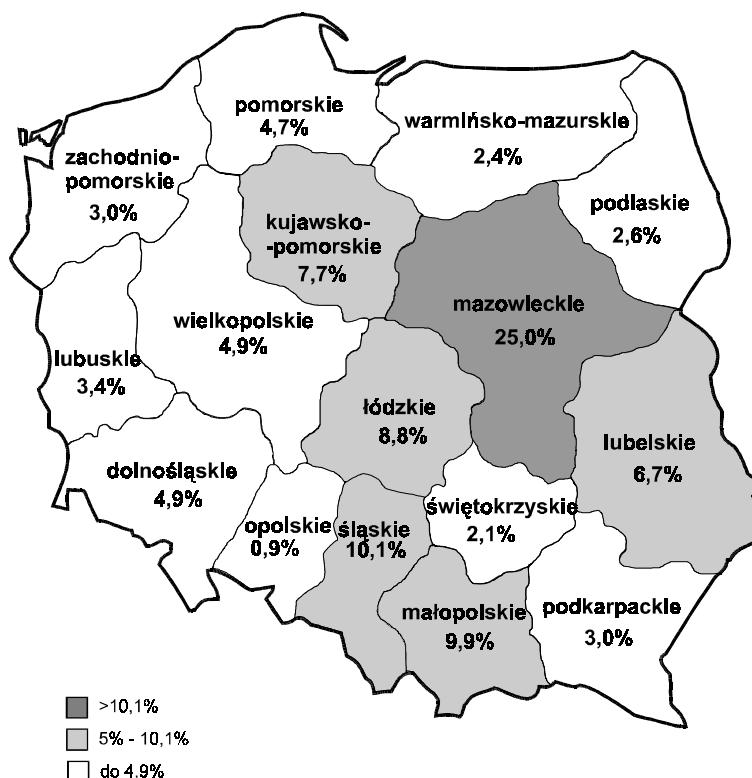 pomorskie
4,7%
warmińsko-mazurskie
2,4%
zachodnio-
pomorskie
3,0%
podlaskie
2,6%
kujawsko-
-pomorskie
7,7%
mazowieckie
25,0%
wielkopolskie
4,9%
lubuskie
3,4%
łódzkie
8,8%
lubelskie
6,7%
dolnośląskie
4,9%
opolskie
0,9%
śląskie
10,1%
świętokrzyskie
2,1%
małopolskie
9,9%
podkarpackie
3,0%
>10,1%
5% - 10,1%
do 4.9%